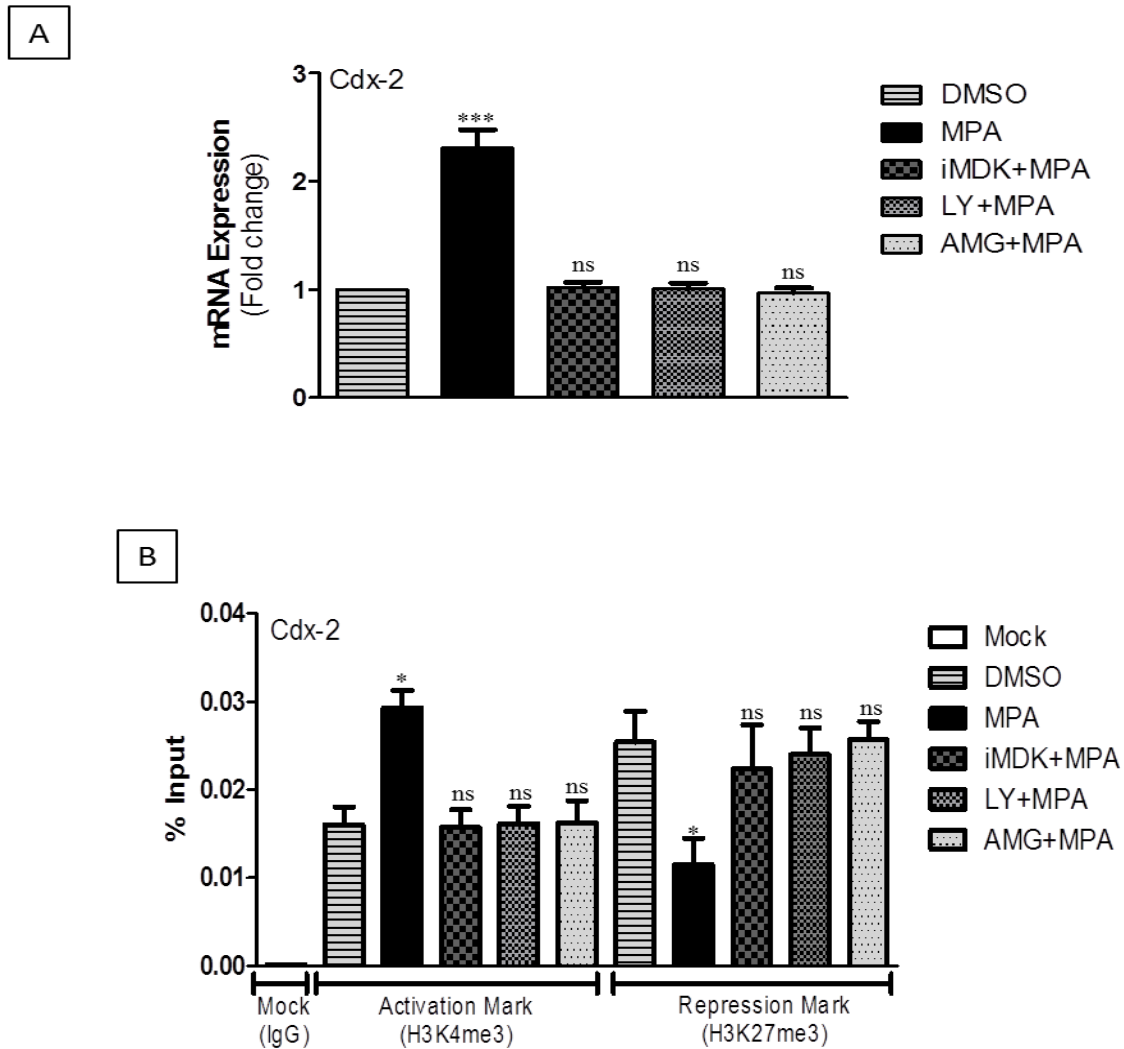 A
Cdx-2
mRNA Expression
(Fold change)
3
2
1
0
***
ns
ns
ns
DMSO
MPA
iMDK+MPA
LY+MPA
AMG+MPA
B
Cdx-2
% Input
0.04
0.03
0.02
0.01
0.00
*
ns
ns
ns
*
ns
ns
ns
Mock
DMSO
MPA
iMDK+MPA
LY+MPA
AMG+MPA
Mock
(IgG)
Activation Mark
(H3K4me3)
Repression Mark
(H3K27me3)